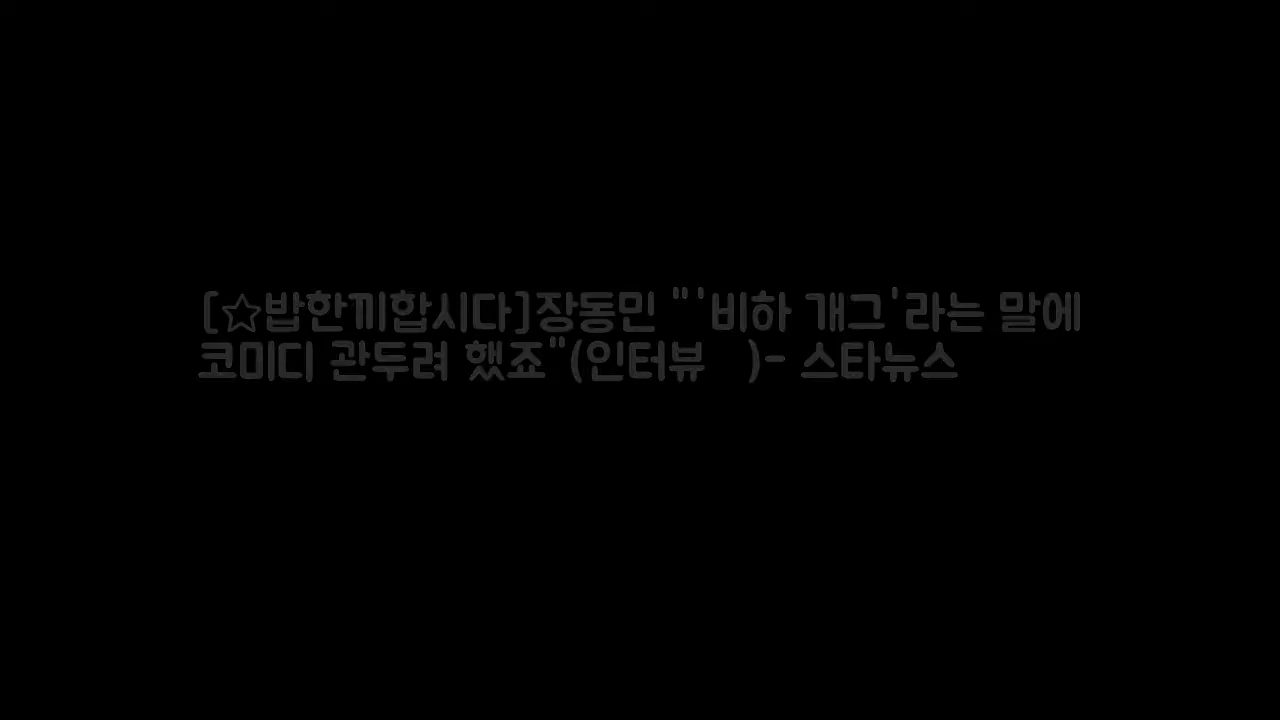 [☆밥한끼합시다]장동민 "'비하 개그'라는 말에
코미디 관두려 했죠"(인터뷰 )- 스타뉴스